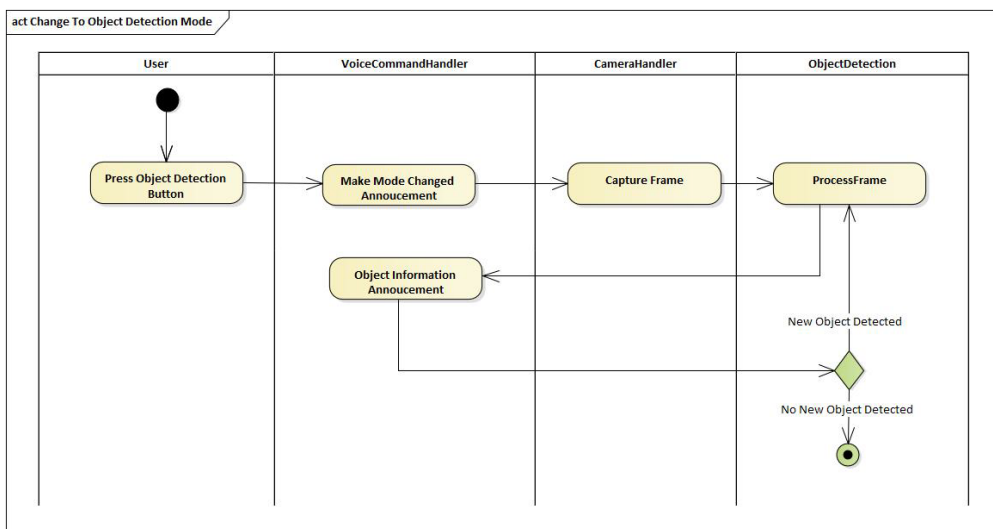 act Change To Object Detection Mode
User
VoiceCommandHandler
CameraHandler
ObjectDetection
Press Object Detection
Button
Make Mode Changed
Annoucement
Capture Frame
ProcessFrame
Object Information
Annoucement
New Object Detected
No New Object Detected